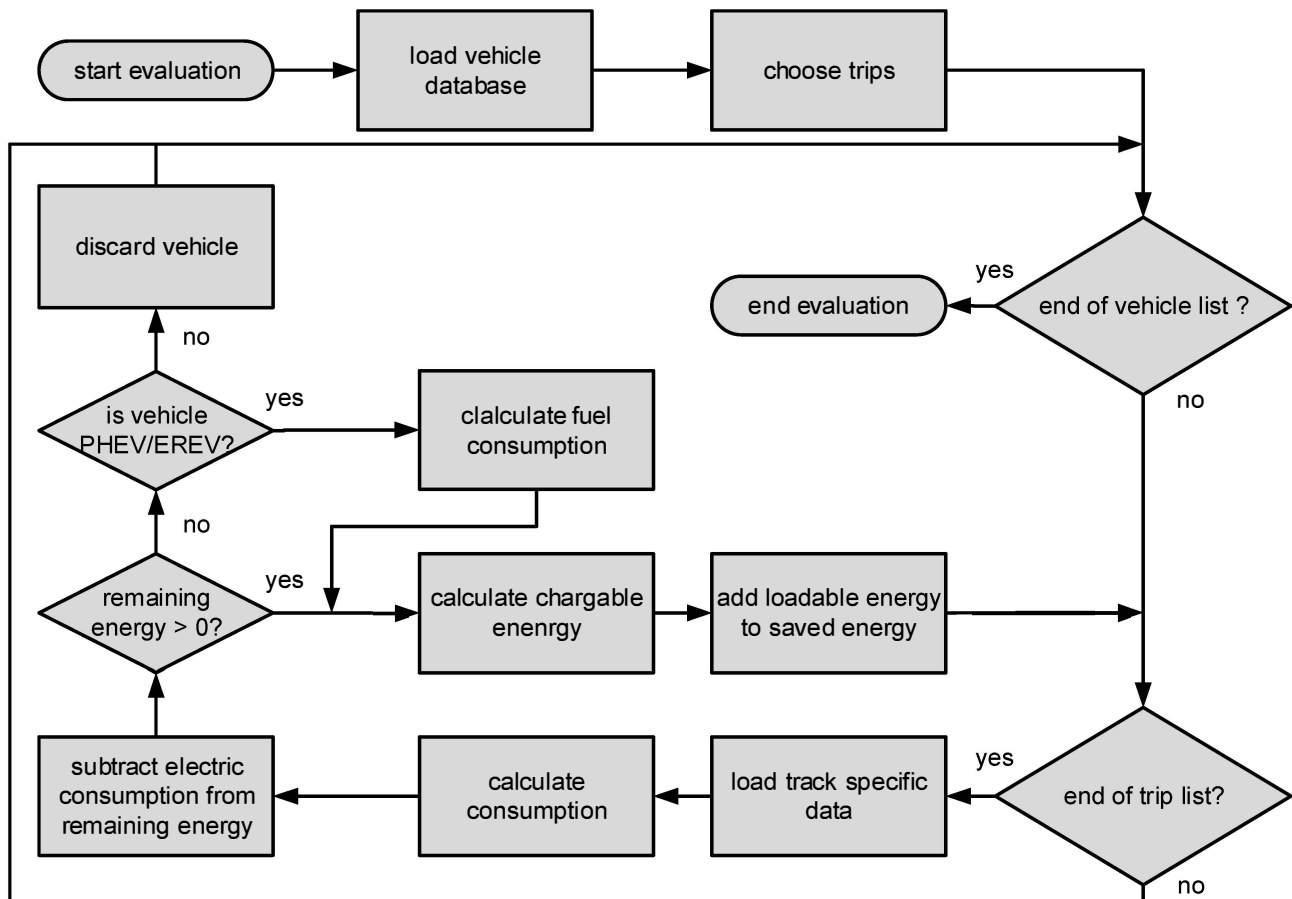 start evaluation
load vehicle
database
choose trips
discard vehicle
yes
end evaluation
end of vehicle list ?
no
no
is vehicle
PHEV/EREV?
yes
clalculate fuel
consumption
no
remaining
energy > 0?
yes
calculate chargable
enenrgy
add loadable energy
to saved energy
subtract electric
consumption from
remaining energy
calculate
consumption
load track specific
data
yes
end of trip list?
no